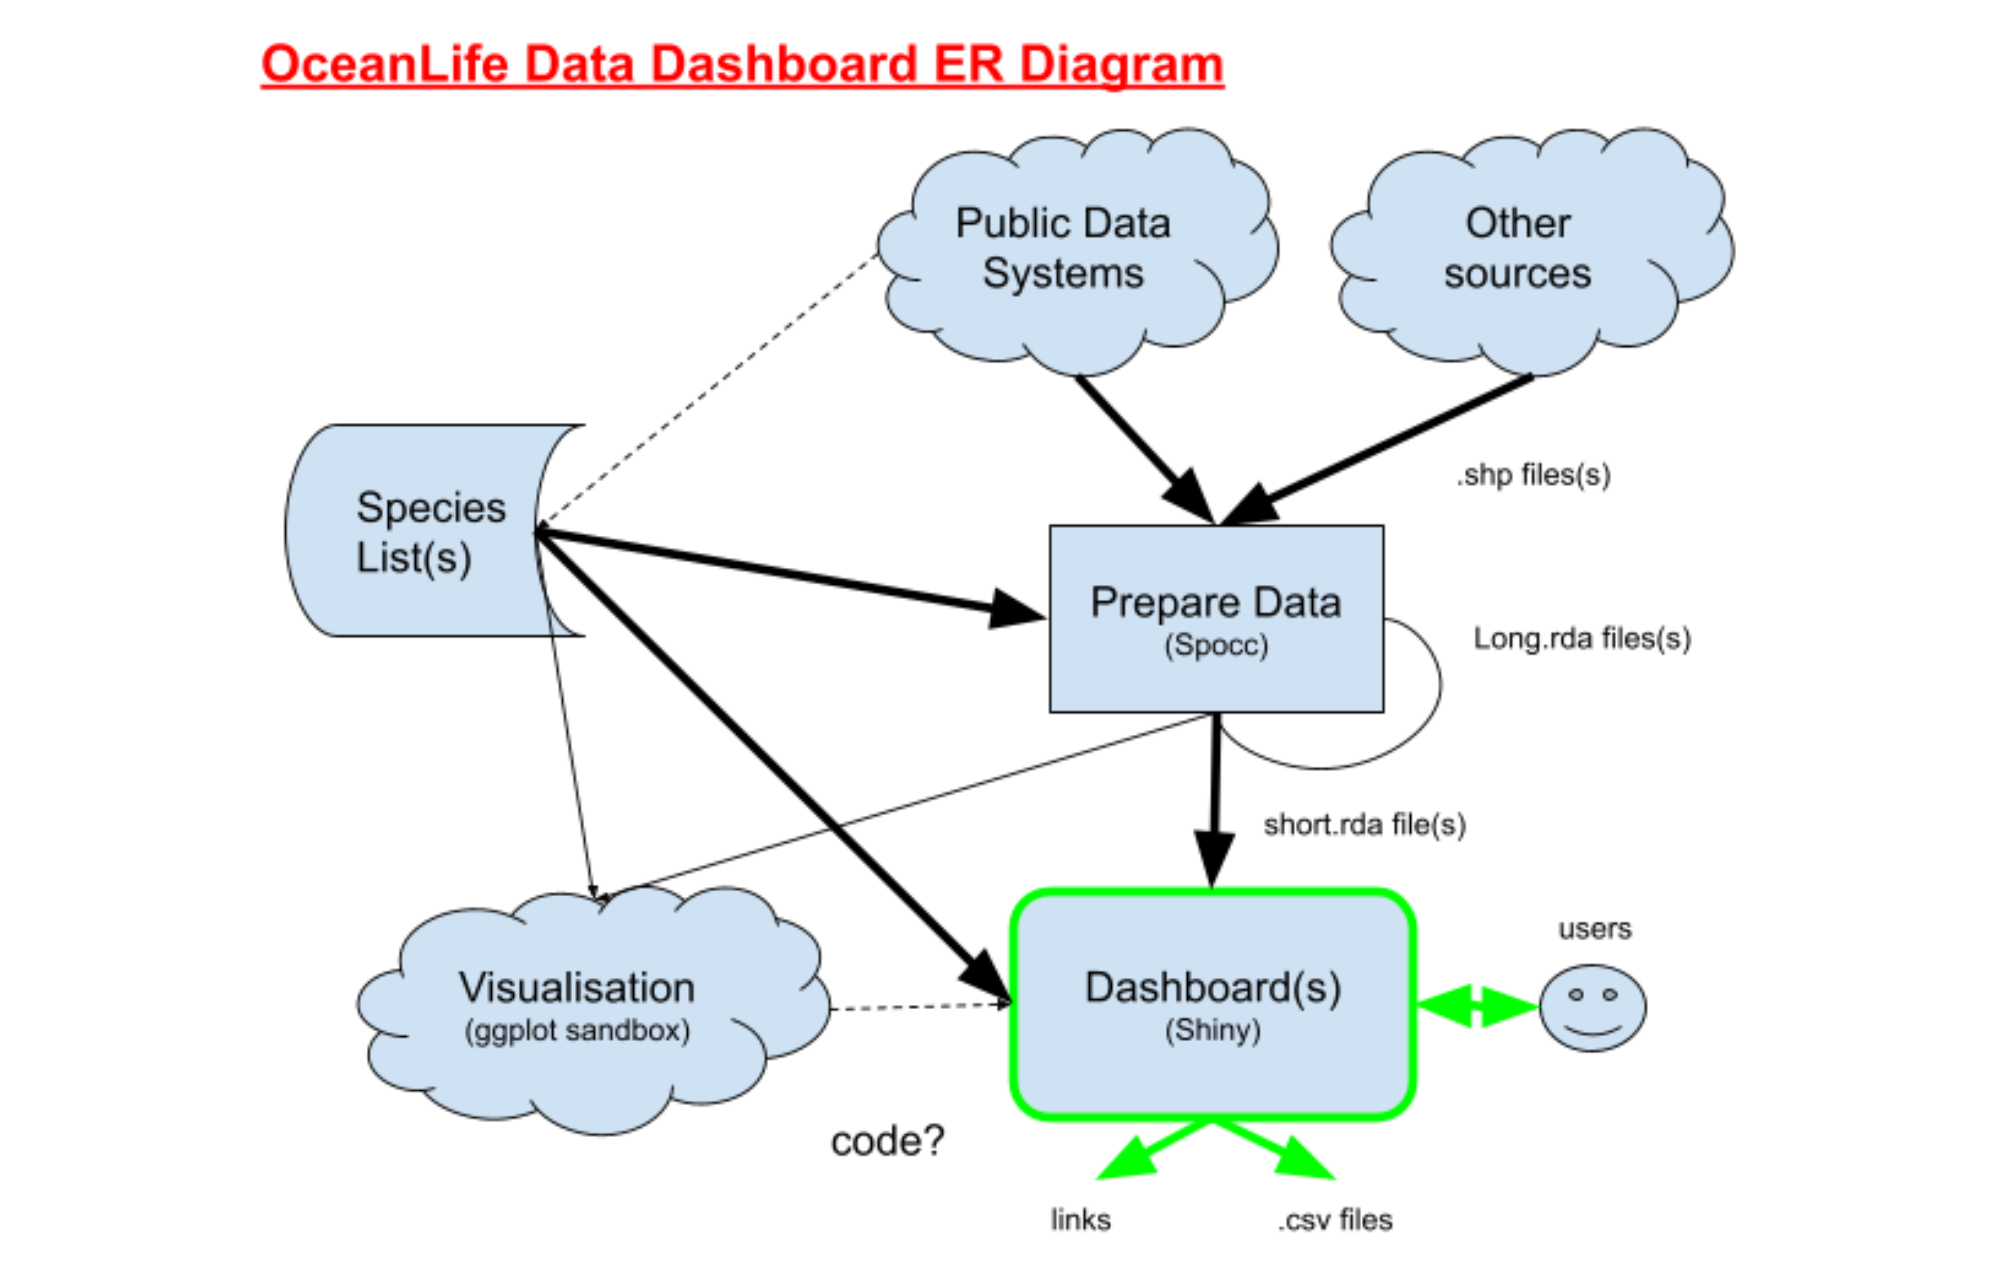 OceanLife Data Dashboard ER Diagram
Public Data
Systems
Other
sources
.shp files(s)
Species
List(s)
Prepare Data
(Spocc)
Long.rda files(s)
short.rda file(s)
users
Visualisation
(ggplot sandbox)
Dashboard(s)
(Shiny)
code?
links
.csv files